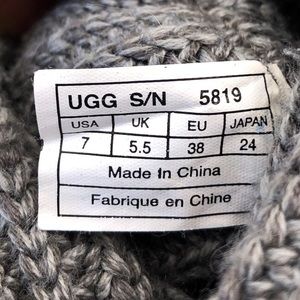 UGG S/N 5819
USA UK EU JAPAN
7 5.5 38 24
Made In China
Fabrique en Chine